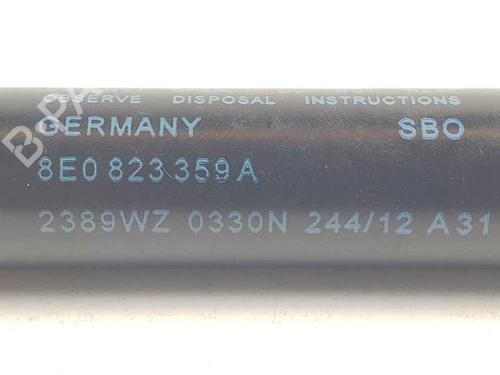 OBSERVE DISPOSAL INSTRUCTIONS
GERMANY SBO
8E0 823 359 A
2389WZ 0330N 244/12 A31